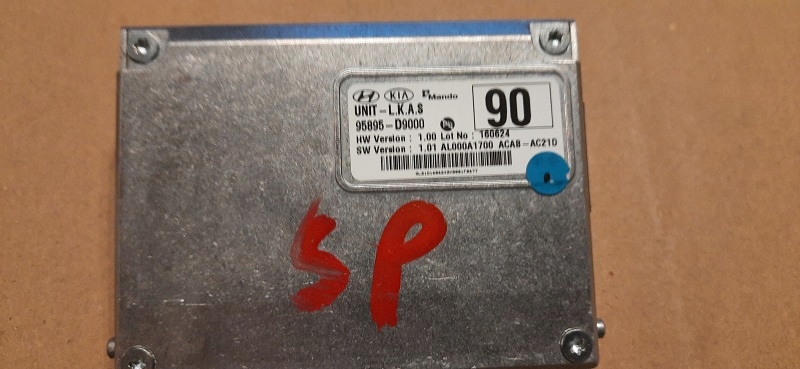 KIA Mando
UNIT-L.K.A.S
95895-D9000
90
HW Version : 1.00 Lot No : 160624
SW Version : 1.01 AL000A1700 ACA8-AC21D
SP